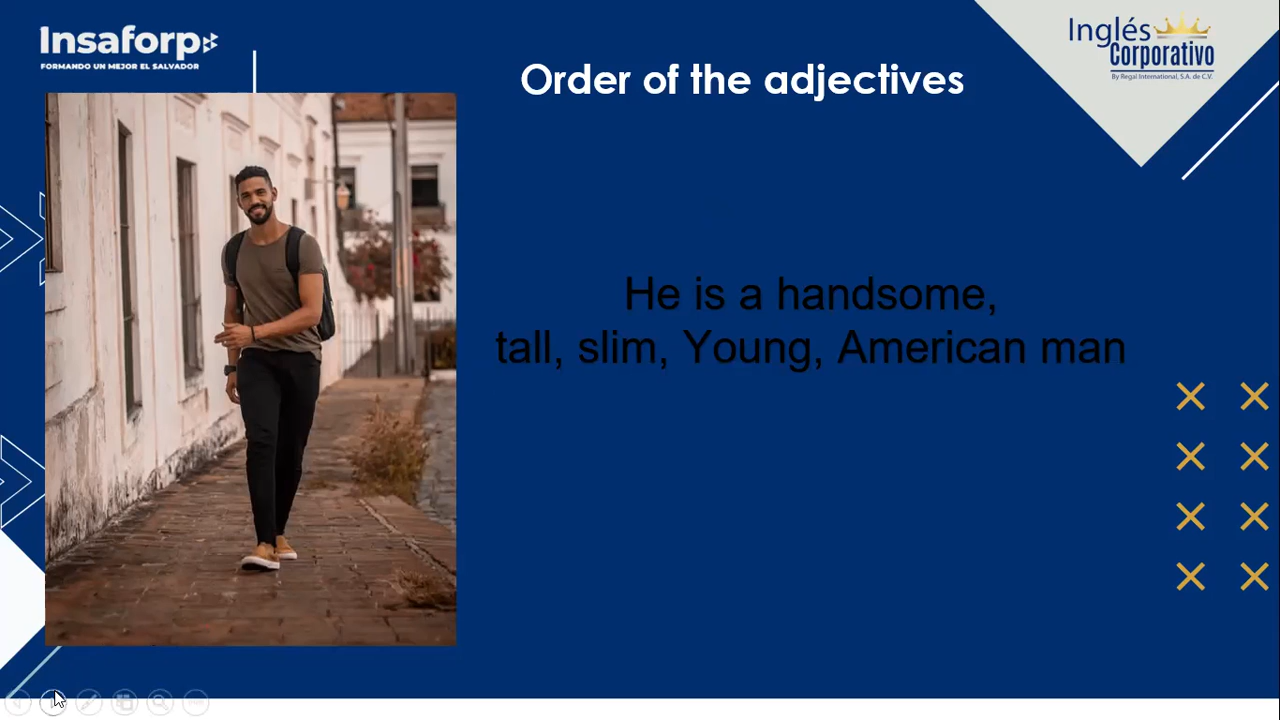 Insaforp
FORMANDO UN MEJOR EL SALVADOR
Inglés
Corporativo
By Regal International, S.A. de C.V.
Order of the adjectives
He is a handsome,
tall, slim, Young, American man